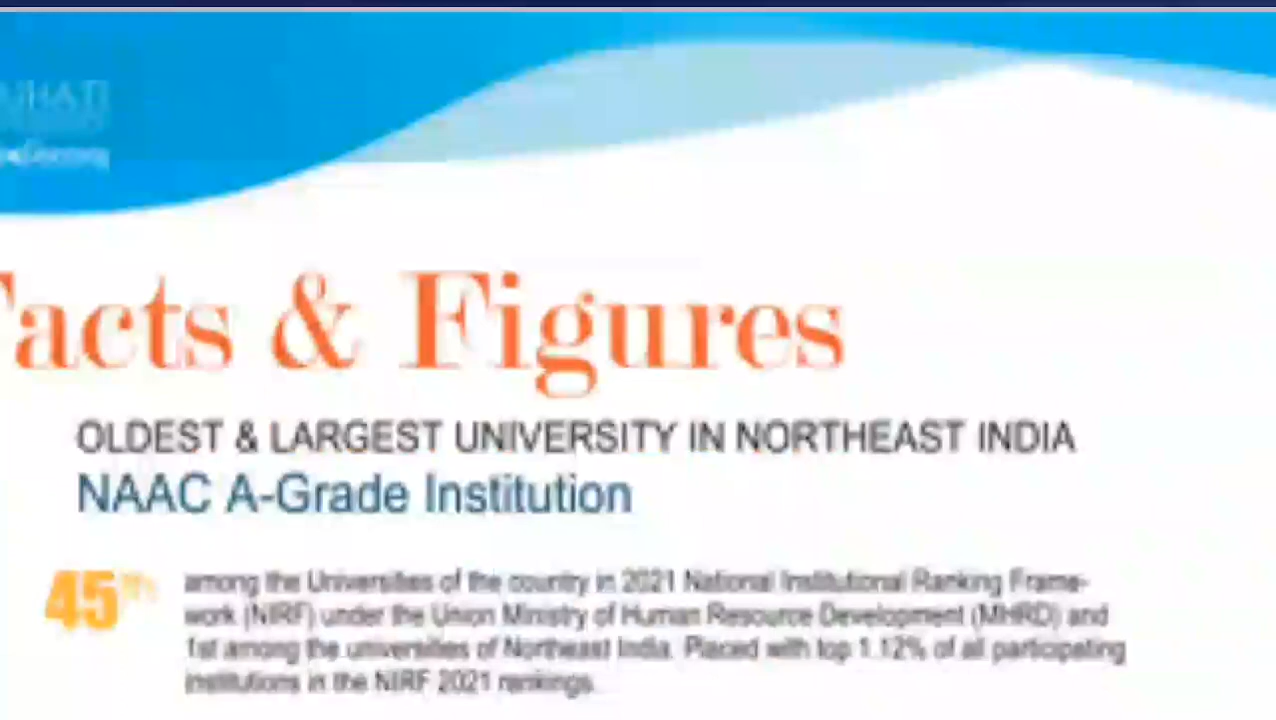 UHATI
Facts & Figures
OLDEST & LARGEST UNIVERSITY IN NORTHEAST INDIA
NAAC A-Grade Institution
45th
among the Universities of the country in 2021 National Institutional Ranking Frame-
work (NIRF) under the Union Ministry of Human Resource Development (MHRD) and
1st among the universities of Northeast India. Placed with top 1.12% of all participating
institutions in the NIRF 2021 rankings.